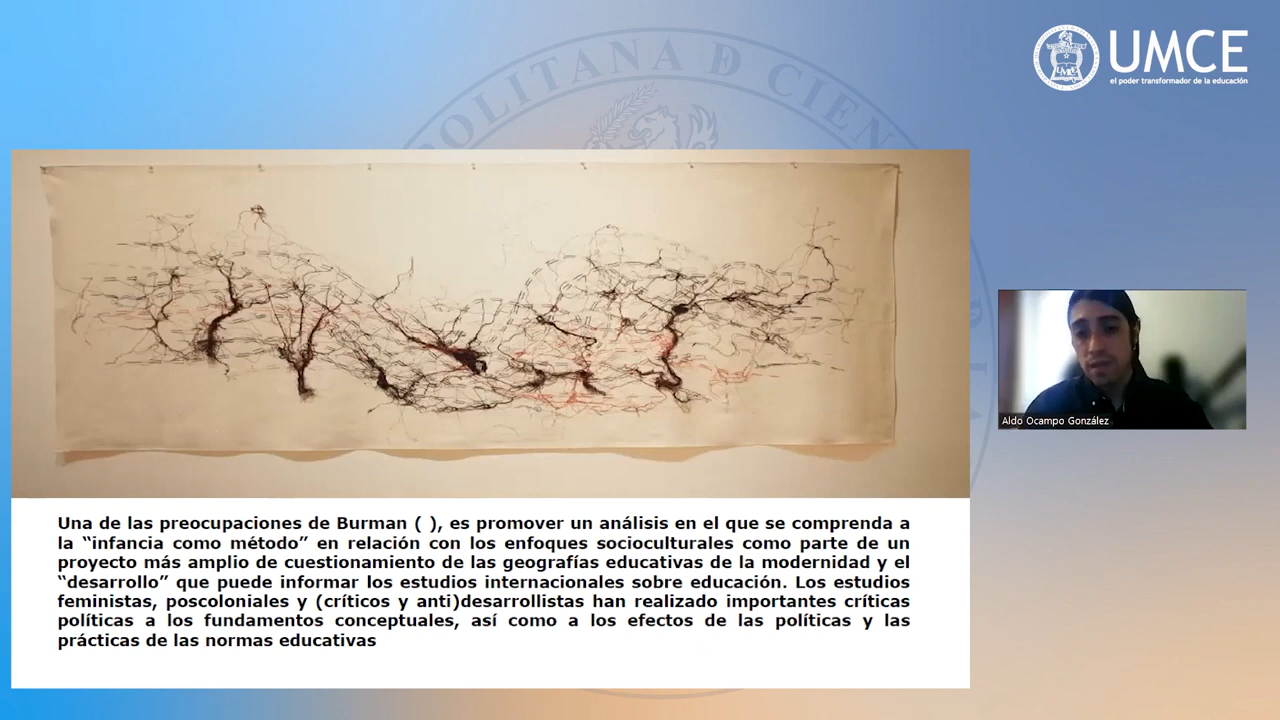 POLITANA Đ CIEN
UMCE
el poder transformador de la educación
Aldo Ocampo González
Una de las preocupaciones de Burman ( ), es promover un análisis en el que se comprenda a
la “infancia como método” en relación con los enfoques socioculturales como parte de un
proyecto más amplio de cuestionamiento de las geografías educativas de la modernidad y el
“desarrollo” que puede informar los estudios internacionales sobre educación. Los estudios
feministas, poscoloniales y (críticos y anti)desarrollistas han realizado importantes críticas
políticas a los fundamentos conceptuales, así como a los efectos de las políticas y las
prácticas de las normas educativas